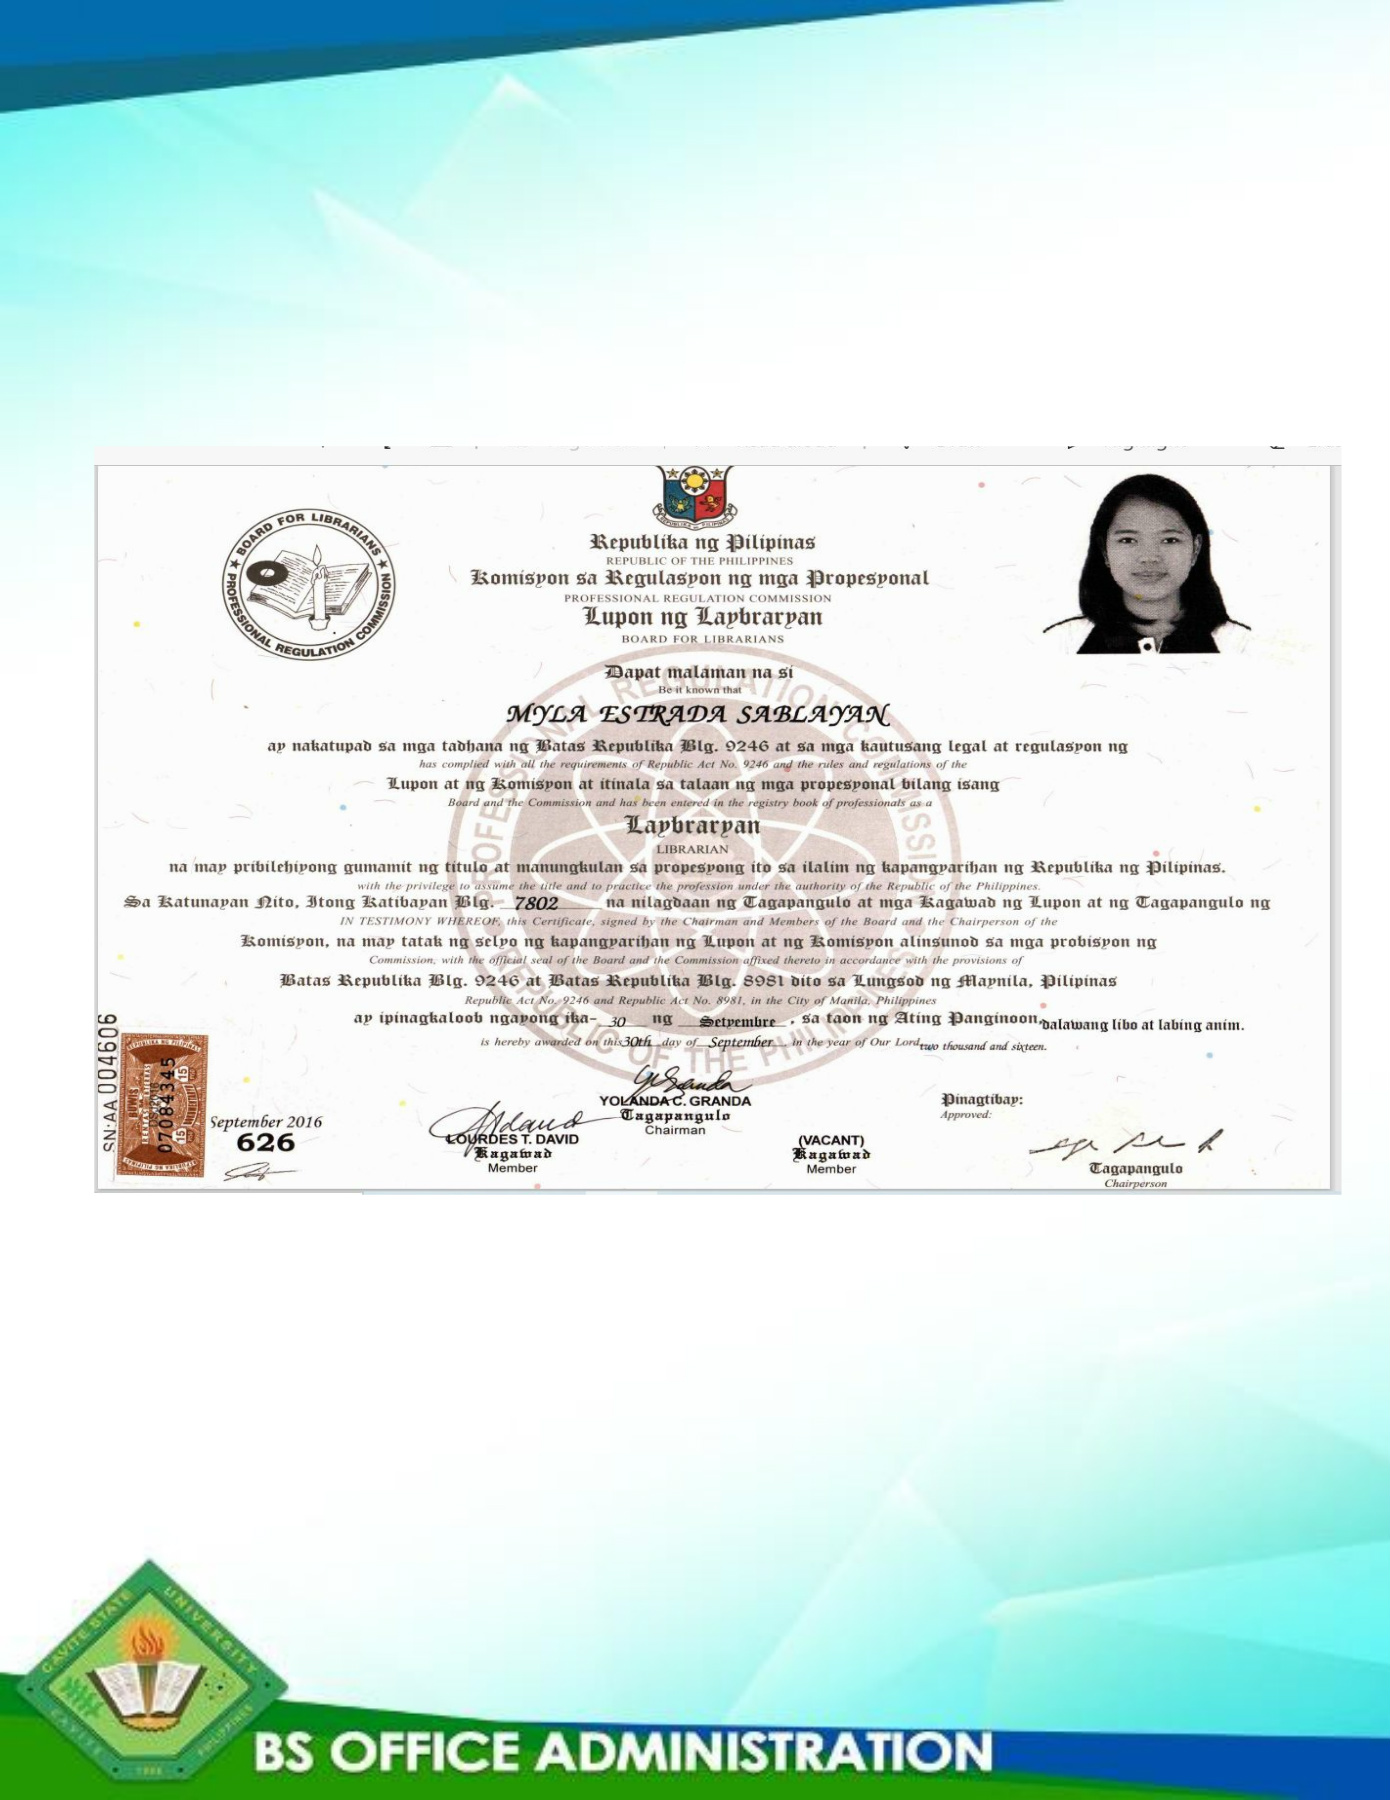 BOARD FOR LIBRARIANS
PROFESSIONAL REGULATION COMMISSION
Republika ng Pilipinas
REPUBLIC OF THE PHILIPPINES
Komisyon sa Regulasyon ng mga Propesyonal
PROFESSIONAL REGULATION COMMISSION
Lupon ng Laybraryan
BOARD FOR LIBRARIANS
Dapat malaman na si
Be it known that
MYLA ESTRADA SABLAYAN
ay nakatupad sa mga tadhana ng Batas Republika Blg. 9246 at sa mga kautusang legal at regulasyon ng
has complied with all the requirements of Republic Act No. 9246 and the rules and regulations of the
Lupon at ng Komisyon at itinala sa talaan ng mga propesyonal bilang isang
Board and the Commission and has been entered in the registry book of professionals as a
Laybraryan
LIBRARIAN
na may pribilehiyong gumamit ng titulo at manungkulan sa propesyong ito sa ilalim ng kapangyarihan ng Republika ng Pilipinas.
with the privilege to assume the title and to practice the profession under the authority of the Republic of the Philippines.
Sa Katunayan Nito, Itong Katibayan Blg. 7802 na nilagdaan ng Tagapangulo at mga Kagawad ng Lupon at ng Tagapangulo ng
IN TESTIMONY WHEREOF, this Certificate, signed by the Chairman and Members of the Board and the Chairperson of the
Komisyon, na may tatak ng selyo ng kapangyarihan ng Lupon at ng Komisyon alinsunod sa mga probisyon ng
Commission, with the official seal of the Board and the Commission affixed thereto in accordance with the provisions of
Batas Republika Blg. 9246 at Batas Republika Blg. 8981 dito sa Lungsod ng Maynila, Pilipinas
Republic Act No. 9246 and Republic Act No. 8981, in the City of Manila, Philippines
ay ipinagkaloob ngayong ika- 30 ng Setyembre , sa taon ng Ating Panginoon, dalawang libo at labing anim.
is hereby awarded on this 30th day of September in the year of Our Lord, two thousand and sixteen.
PROFESSIONAL REGULATION COMMISSION
REPUBLIC OF THE PHILIPPINES
SN:AA 004606
07084345
15
15
September 2016
626
YOLANDA C. GRANDA
Tagapangulo
Chairman
LOURDES T. DAVID
Kagawad
Member
(VACANT)
Kagawad
Member
Pinagtibay:
Approved:
Tagapangulo
Chairperson
CAVITE STATE UNIVERSITY
CAVITE
PHILIPPINES
BS OFFICE ADMINISTRATION